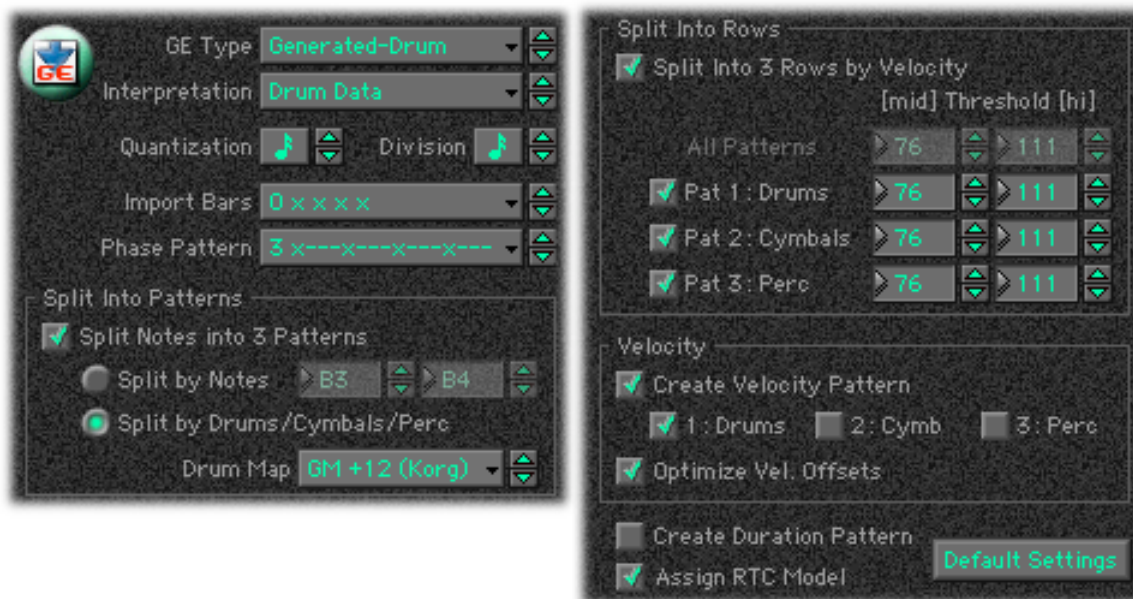 GE
GE Type Generated-Drum
Interpretation Drum Data
Quantization Division
Import Bars 0 x x x x
Phase Pattern 3 x---x---x---x---
Split Into Patterns
Split Notes into 3 Patterns
Split by Notes B3 B4
Split by Drums/Cymbals/Perc
Drum Map GM +12 (Korg)
Split Into Rows
Split Into 3 Rows by Velocity
[mid] Threshold [hi]
All Patterns 76 111
Pat 1 : Drums 76 111
Pat 2: Cymbals 76 111
Pat 3: Perc 76 111
Velocity
Create Velocity Pattern
1 : Drums 2: Cymb 3: Perc
Optimize Vel. Offsets
Create Duration Pattern
Assign RTC Model
Default Settings